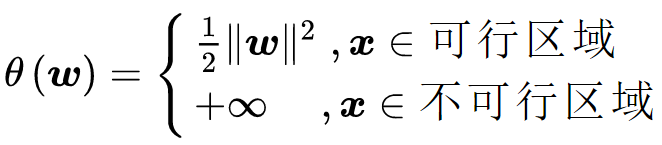 θ(w) = { ½‖w‖² , x ∈ 可行区域
+∞ , x ∈ 不可行区域